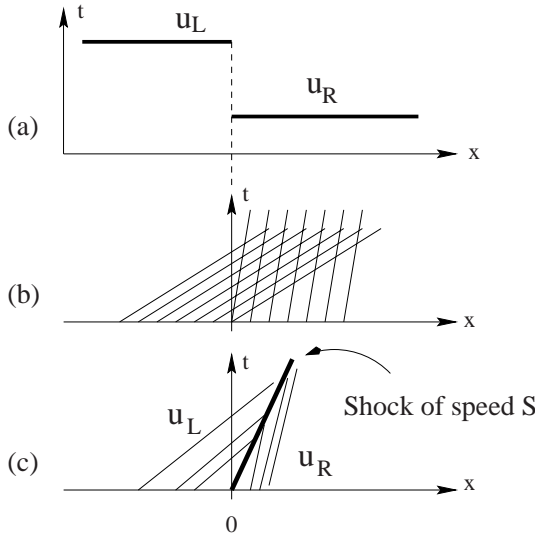 t
u_L
u_R
(a)
x
t
(b)
x
t
Shock of speed S
u_L
(c)
u_R
x
0